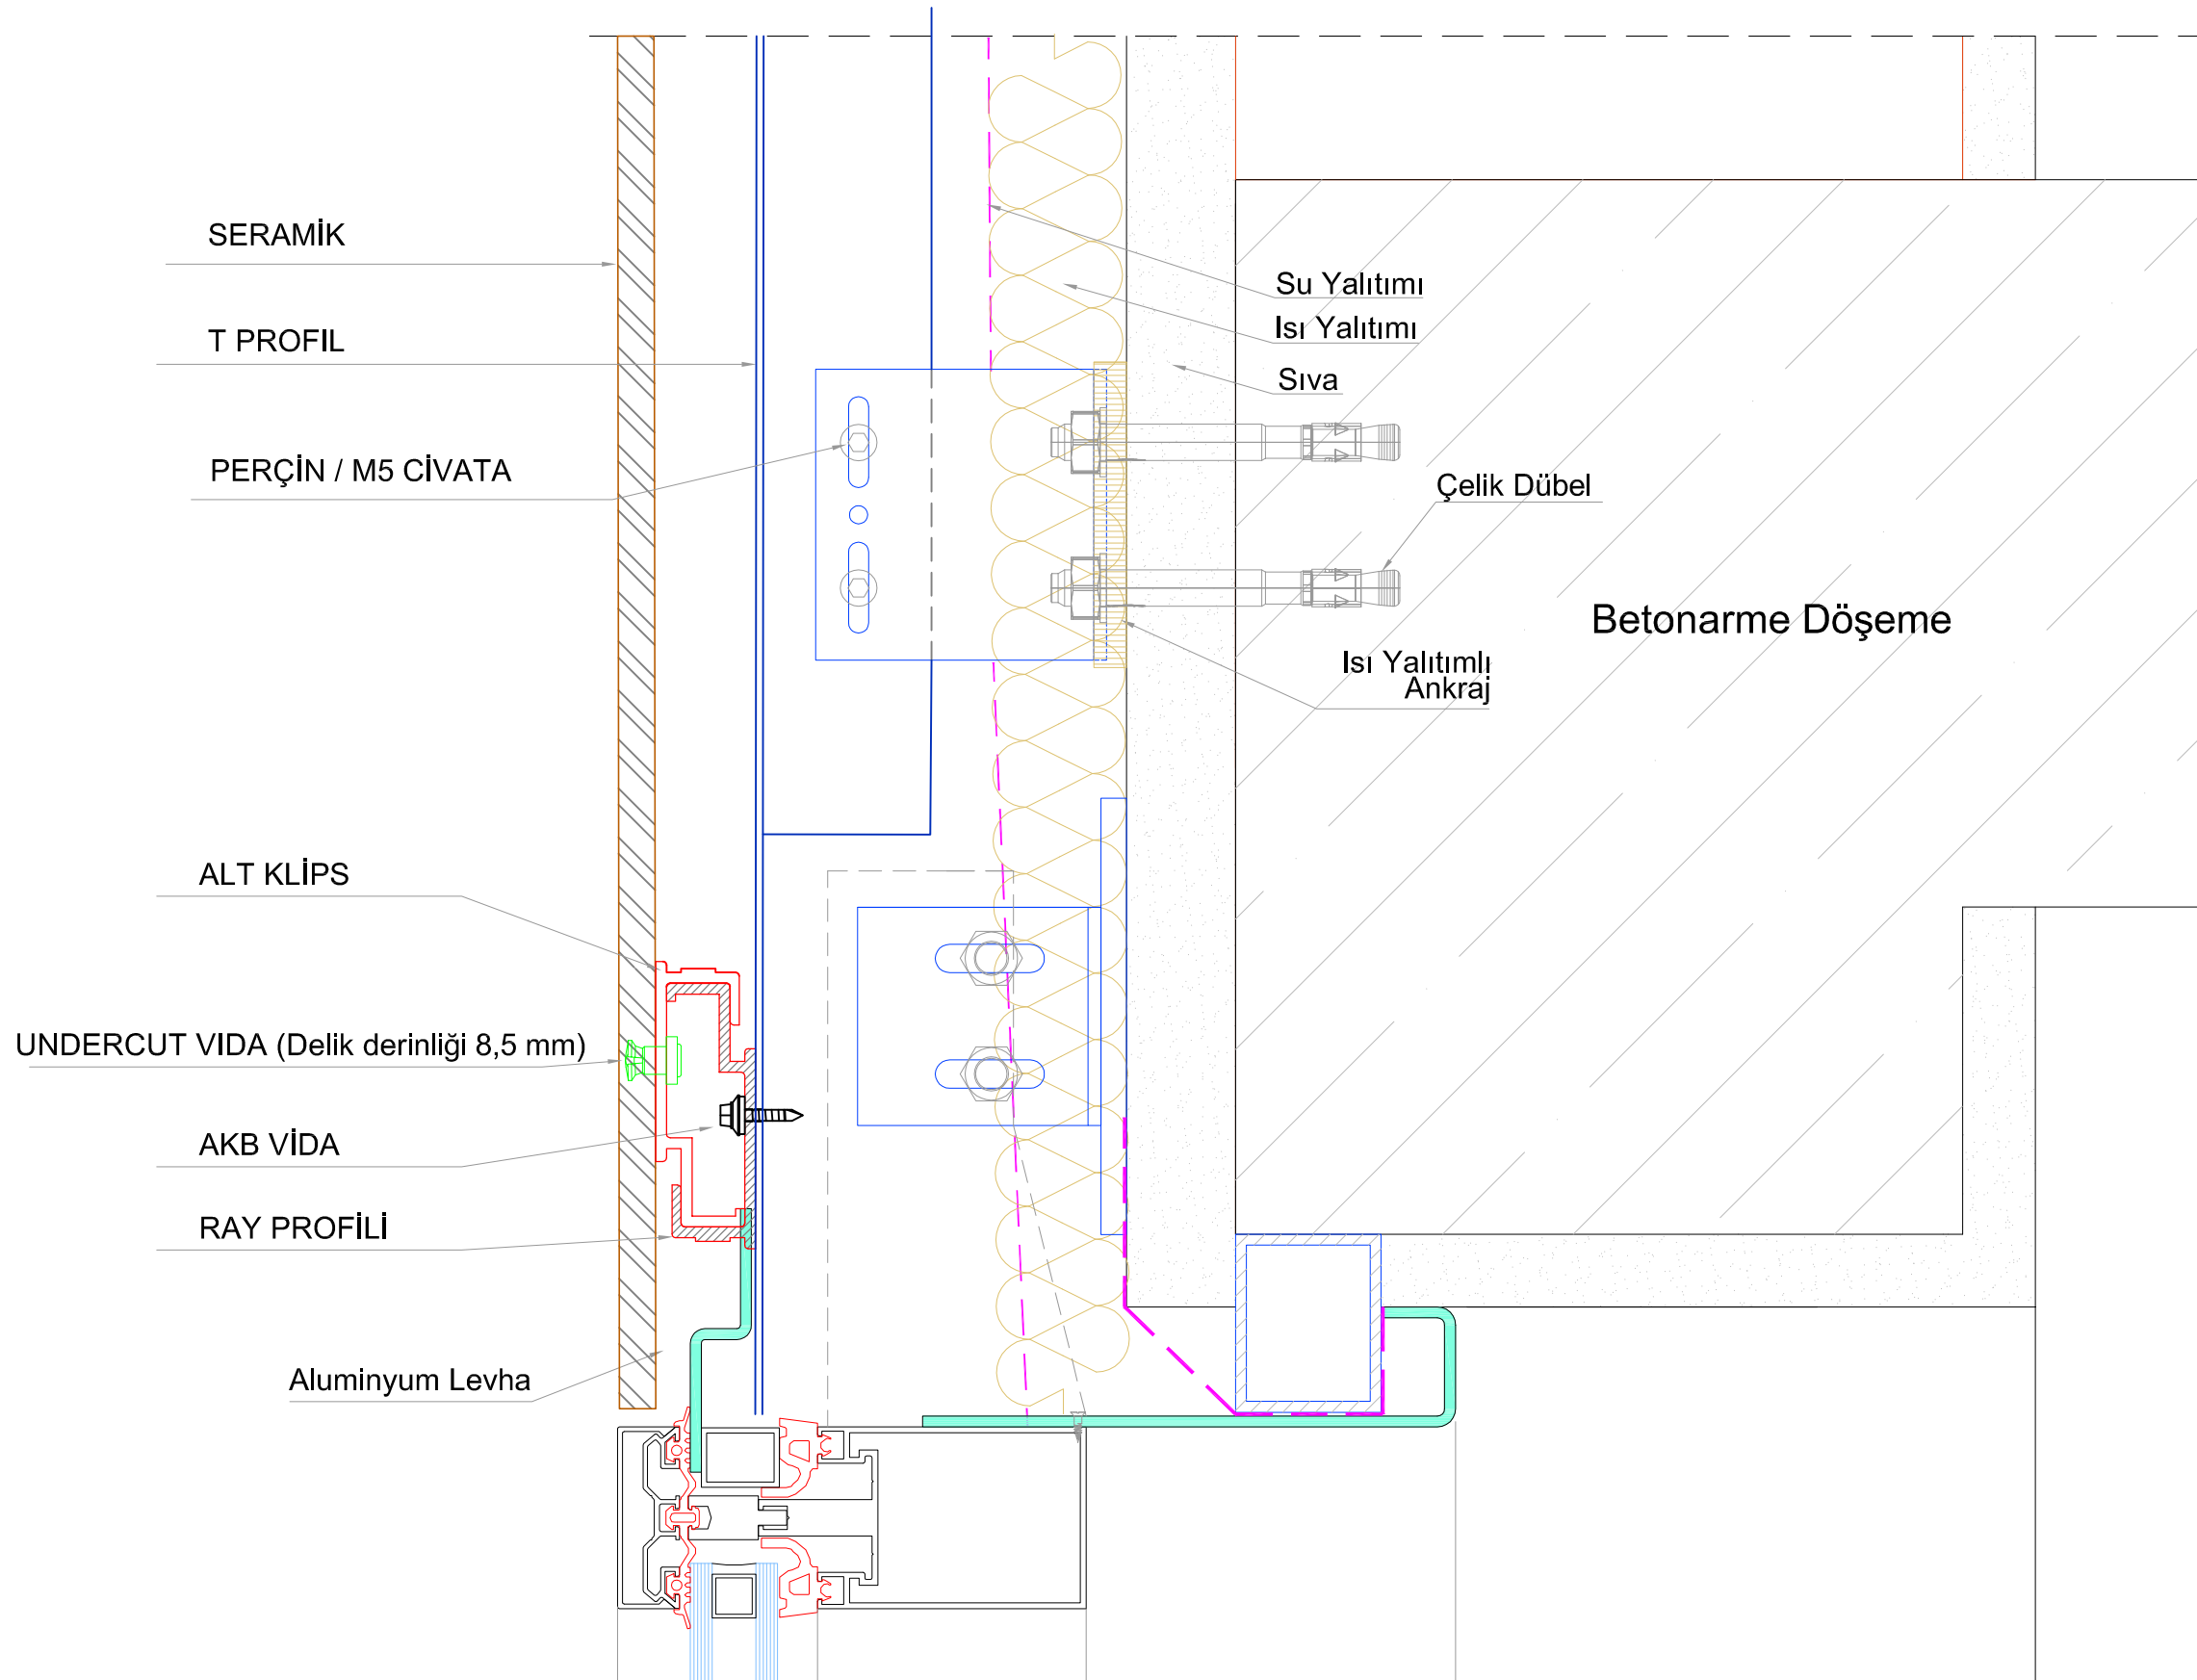 SERAMİK
T PROFIL
PERÇİN / M5 CİVATA
ALT KLİPS
UNDERCUT VIDA (Delik derinliği 8,5 mm)
AKB VİDA
RAY PROFİLİ
Aluminyum Levha
Su Yalıtımı
Isı Yalıtımı
Sıva
Çelik Dübel
Betonarme Döşeme
Isı Yalıtımlı
Ankraj